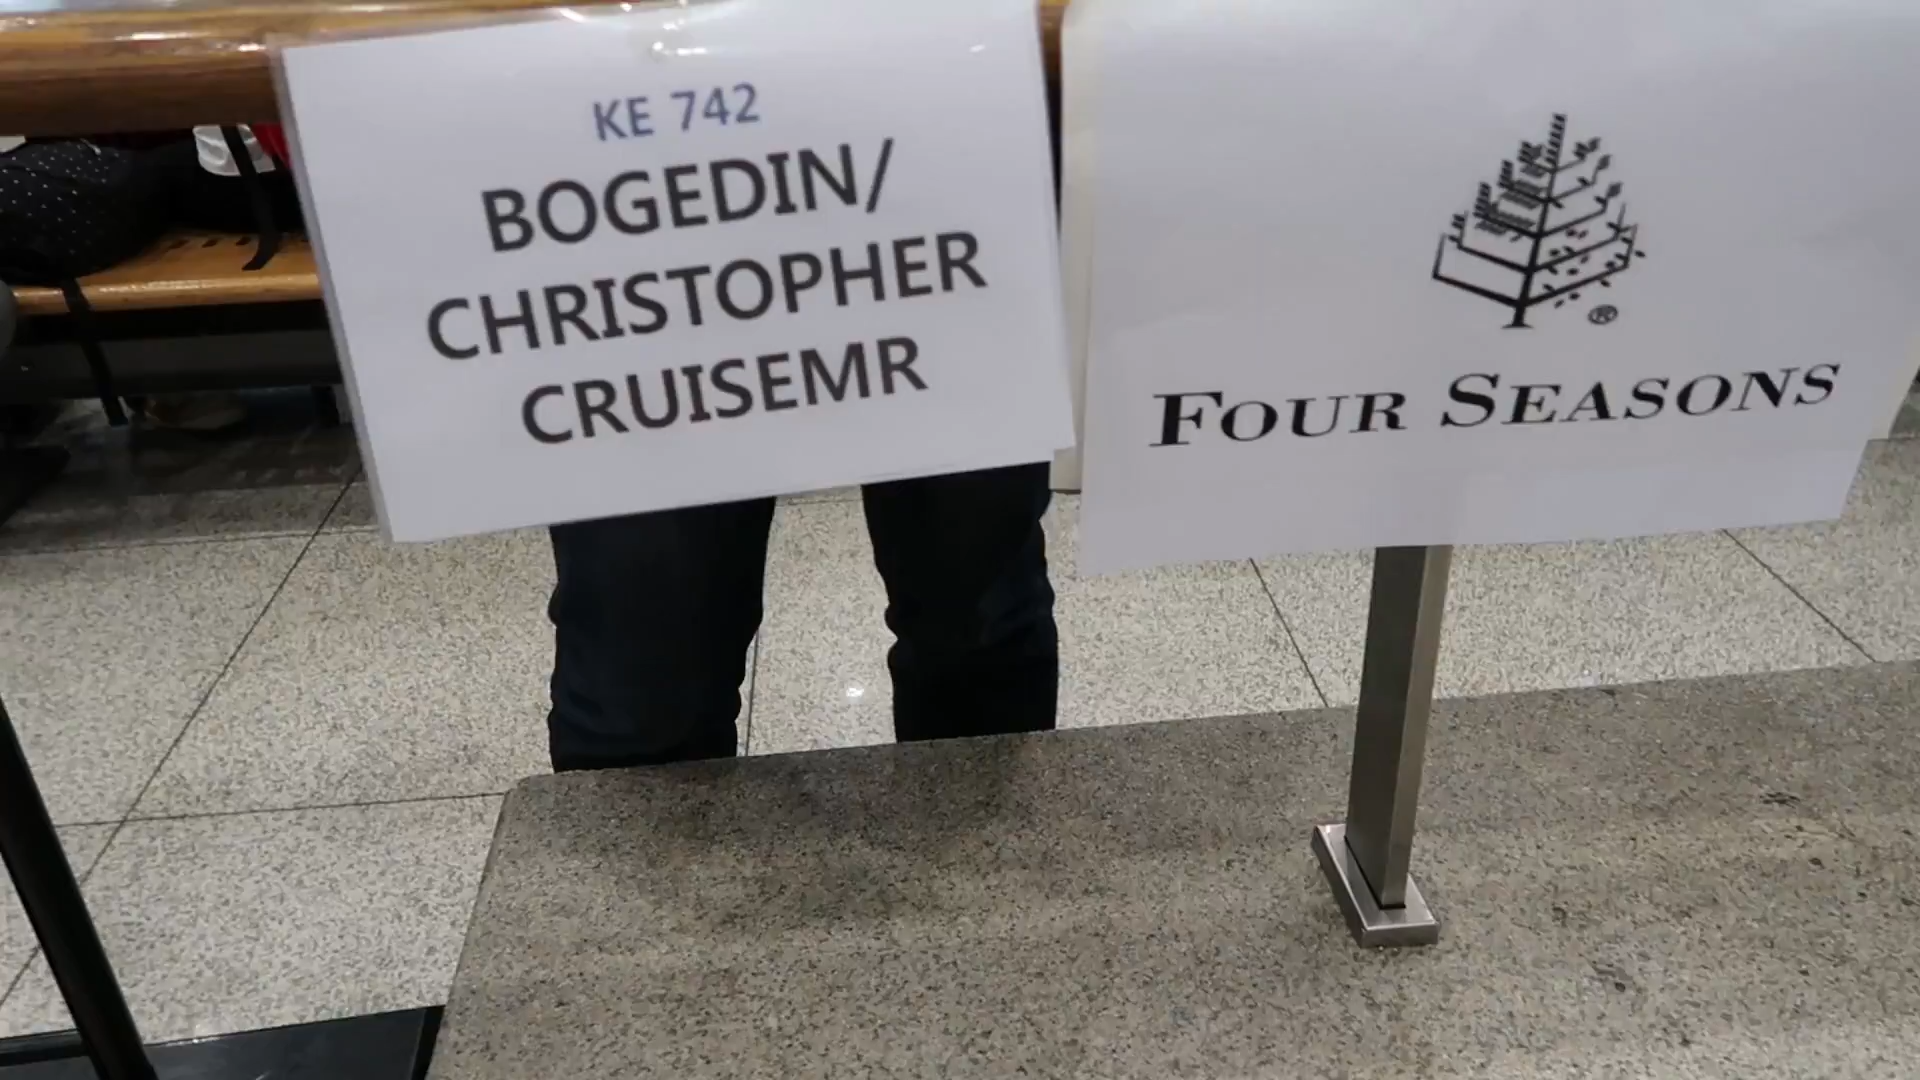 KE 742
BOGEDIN/
CHRISTOPHER
CRUISEMR
®
FOUR SEASONS